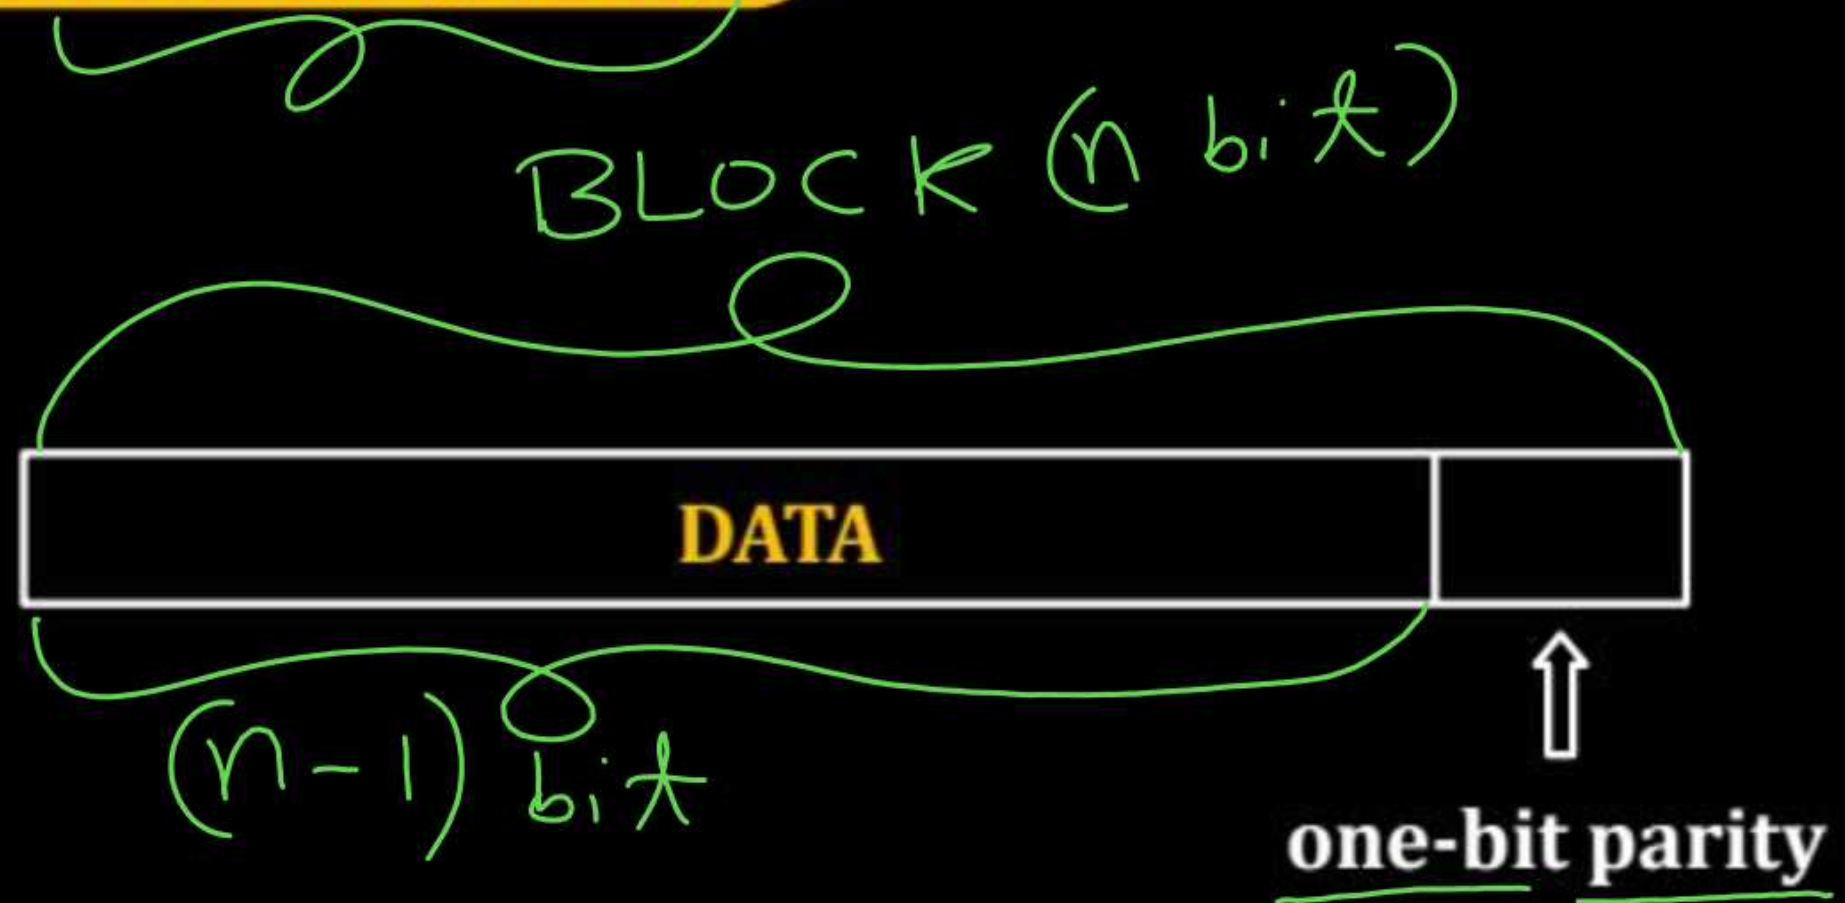 BLOCK (n bit)
DATA
(n-1) bit
one-bit parity